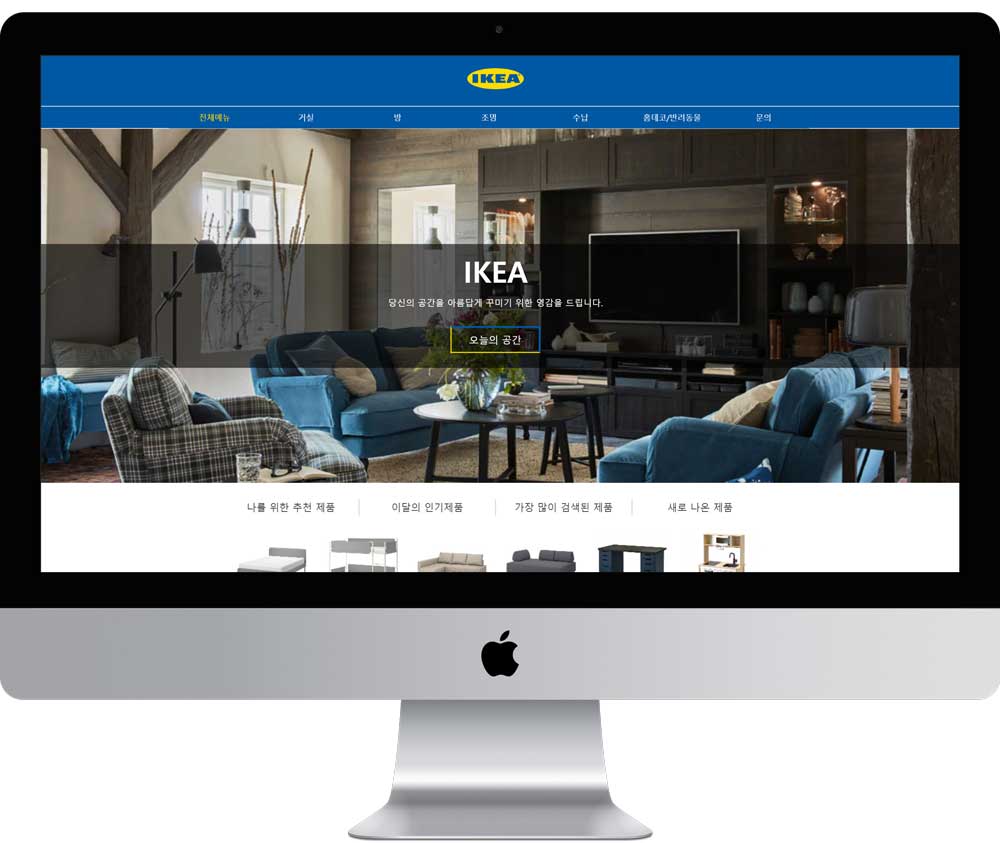 IKEA
전체메뉴 거실 방 조명 수납 홈데코/반려동물 문의
IKEA
당신의 공간을 아름답게 꾸미기 위한 영감을 드립니다.
오늘의 공간
나를 위한 추천 제품 이달의 인기제품 가장 많이 검색된 제품 새로 나온 제품